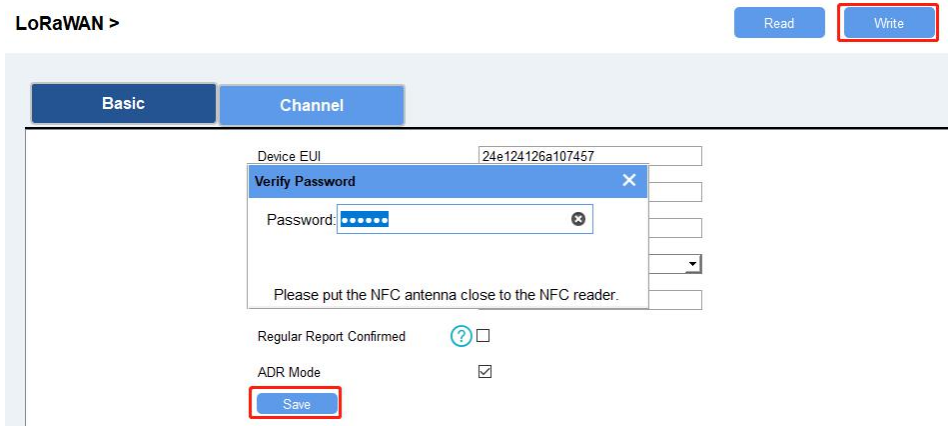 LoRaWAN >
Read
Write
Basic
Channel
Device EUI
24e124126a107457
Verify Password
Password:
Please put the NFC antenna close to the NFC reader.
Regular Report Confirmed
ADR Mode
Save